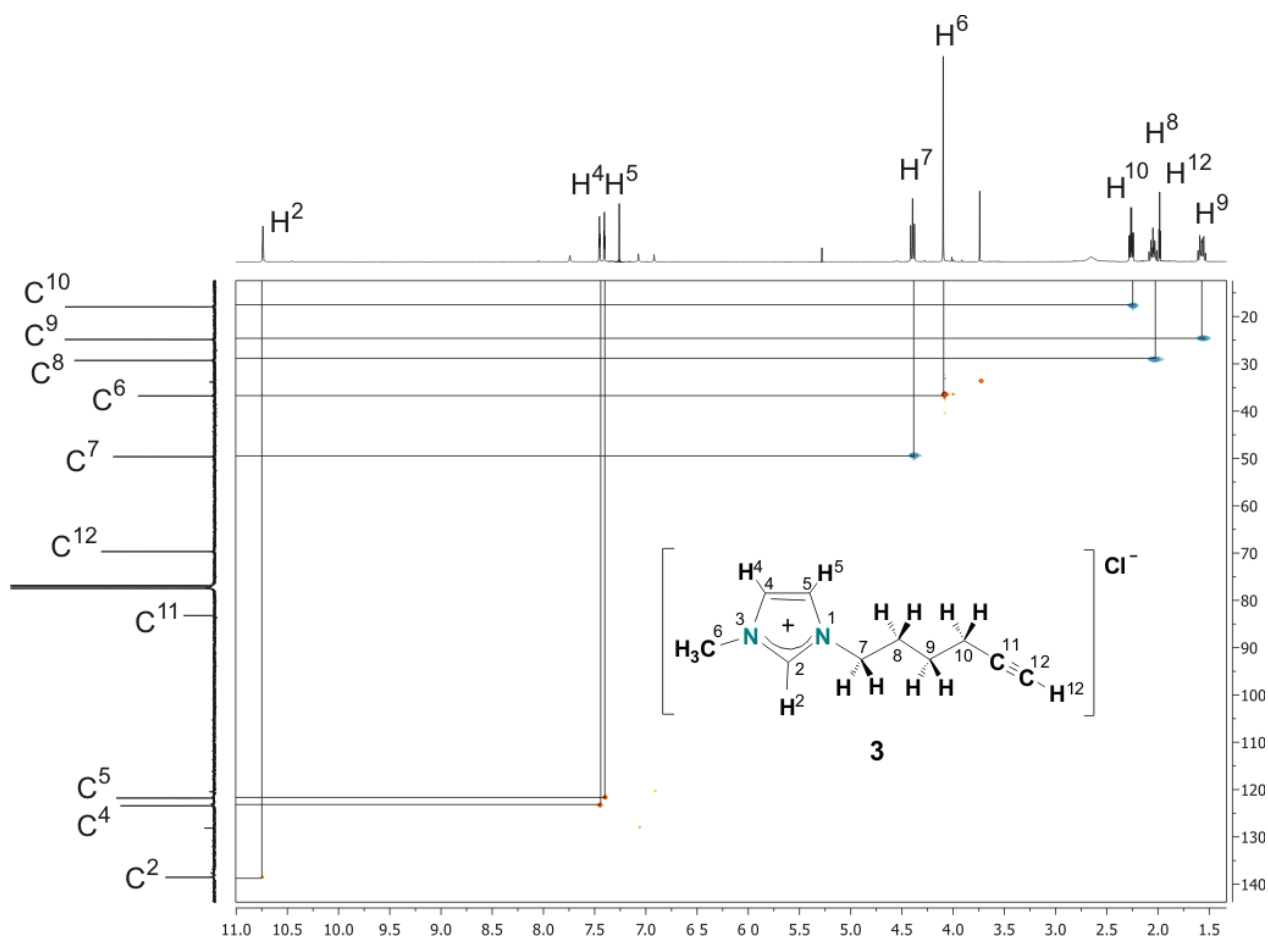 H⁶
H⁸
H⁷
H¹²
H⁴ H⁵
H¹⁰
H⁹
H²
C¹⁰
C⁹
C⁸
C⁶
C⁷
C¹²
C¹¹
C⁵
C⁴
C²
20
30
40
50
60
70
80
90
100
110
120
130
140
Cl⁻
H⁴ 4 5 H⁵
H H H H
6 3 N + N 1
H₃C
2 7 8 9 10 11 12
H H H H H¹²
H²
3
11.0 10.5 10.0 9.5 9.0 8.5 8.0 7.5 7.0 6.5 6.0 5.5 5.0 4.5 4.0 3.5 3.0 2.5 2.0 1.5